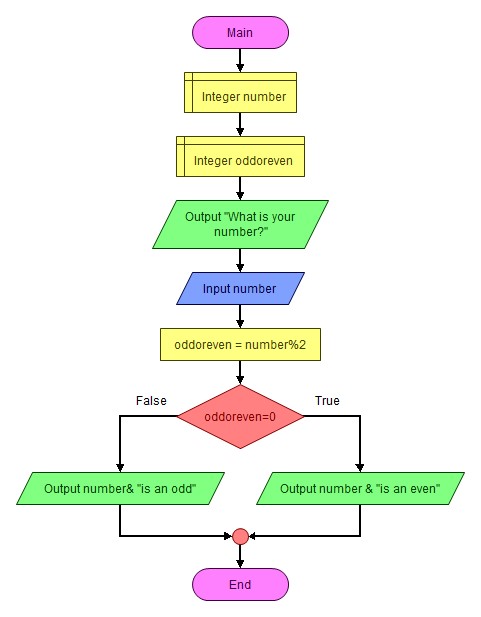 Main
Integer number
Integer oddoreven
Output "What is your
number?"
Input number
oddoreven = number%2
oddoreven=0
False
True
Output number& "is an odd"
Output number & "is an even"
End